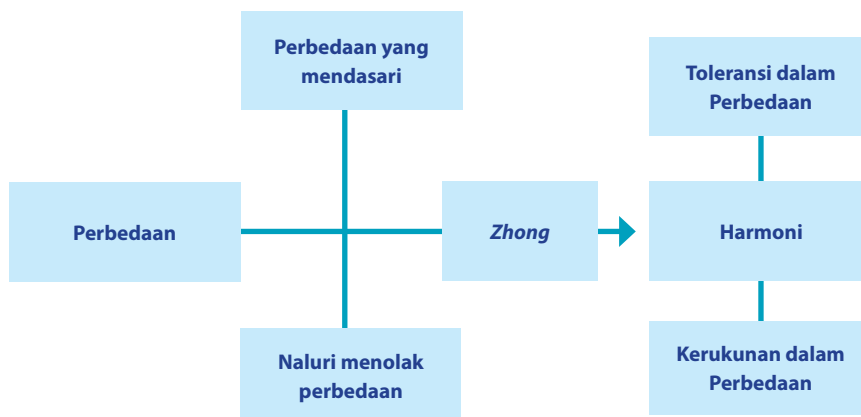 Perbedaan yang
mendasari
Toleransi dalam
Perbedaan
Perbedaan
Zhong
Harmoni
Naluri menolak
perbedaan
Kerukunan dalam
Perbedaan